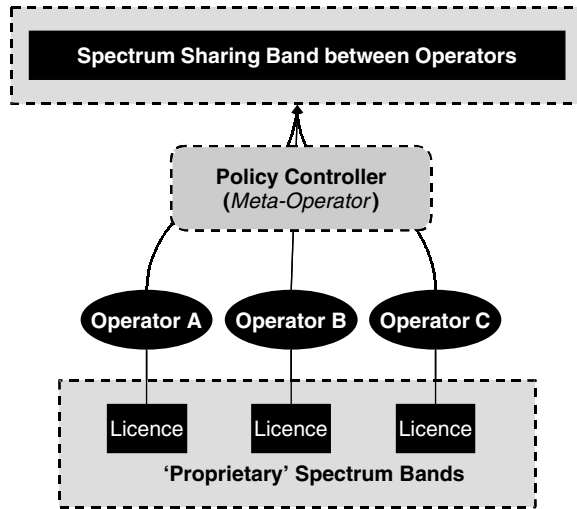 Spectrum Sharing Band between Operators
Policy Controller
(Meta-Operator)
Operator A
Operator B
Operator C
Licence
Licence
Licence
‘Proprietary’ Spectrum Bands